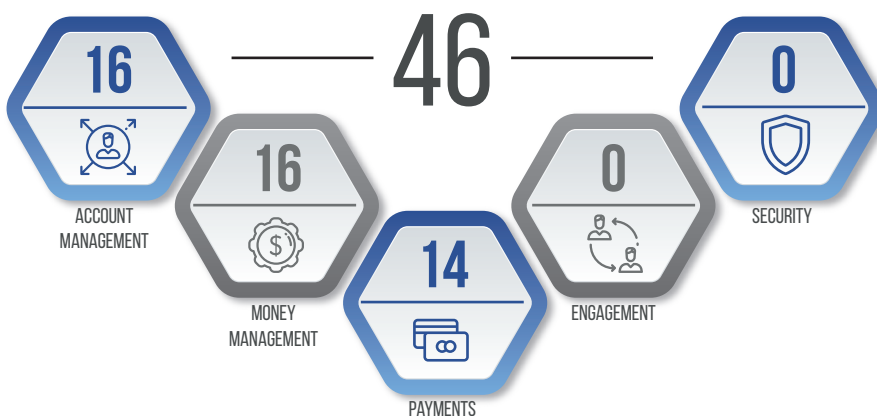 46
16
ACCOUNT
MANAGEMENT
16
$
MONEY
MANAGEMENT
14
PAYMENTS
0
ENGAGEMENT
0
SECURITY